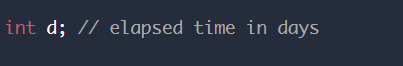 int d; // elapsed time in days